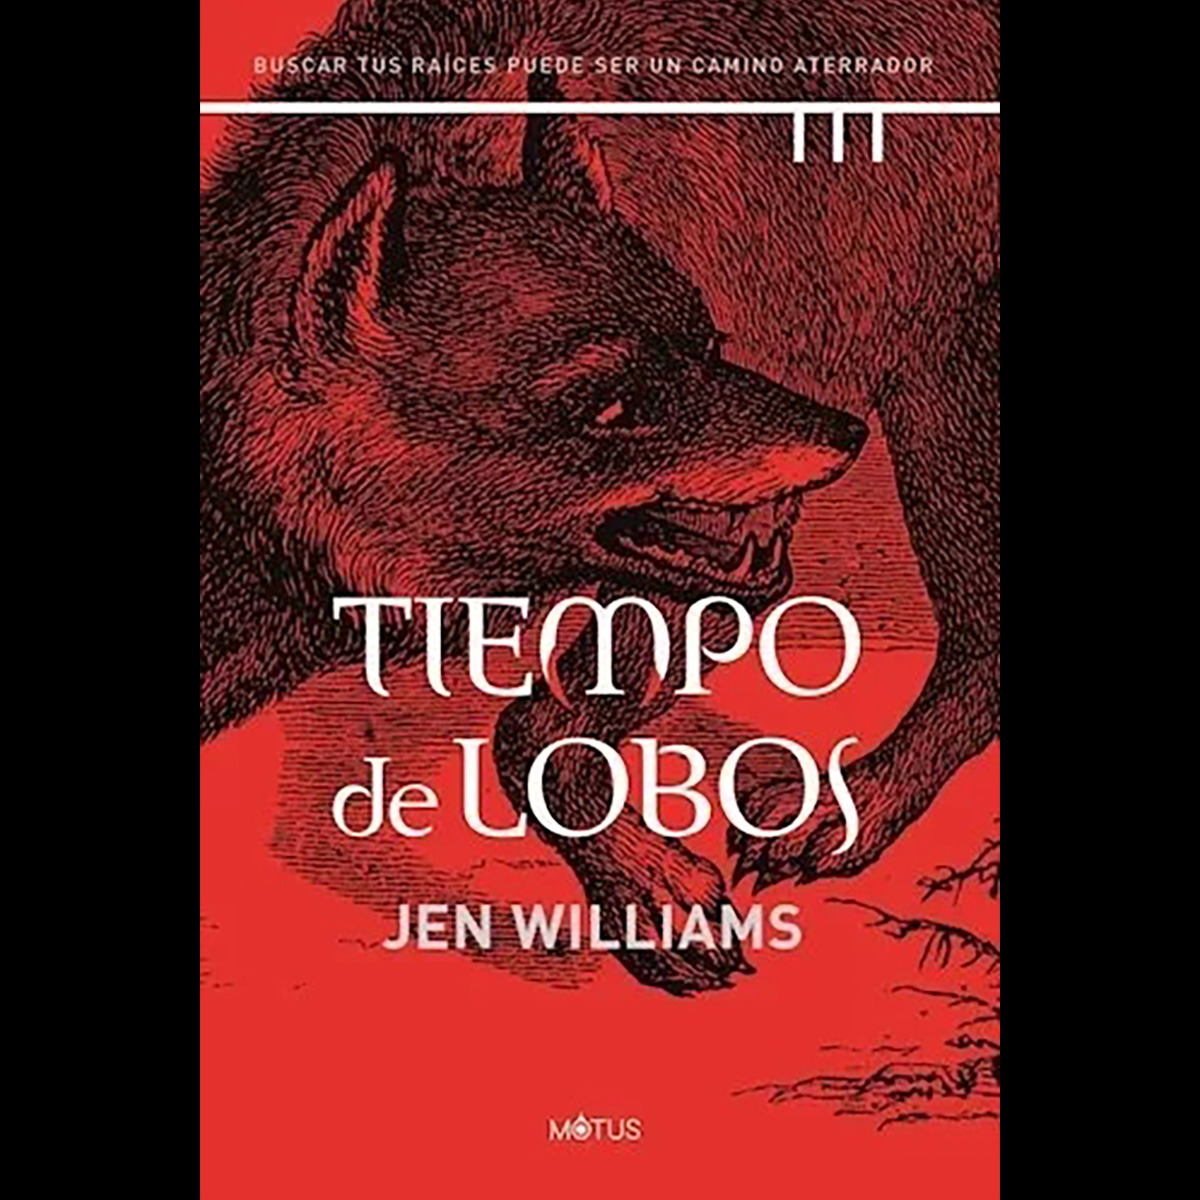 BUSCAR TUS RAÍCES PUEDE SER UN CAMINO ATERRADOR
TIEMPO
de LOBOS
JEN WILLIAMS
MOTUS